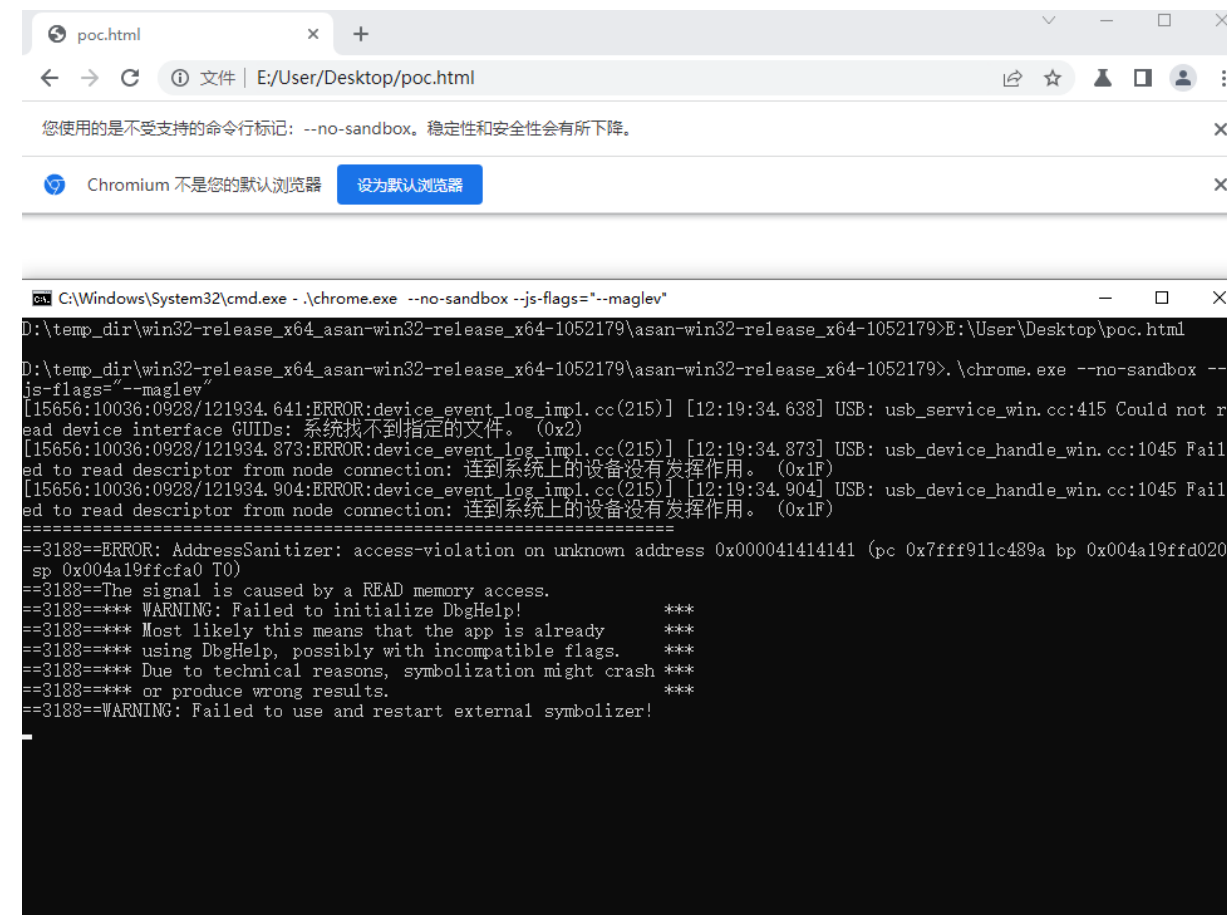 poc.html
文件 | E:/User/Desktop/poc.html
您使用的是不受支持的命令行标记：--no-sandbox。稳定性和安全性会有所下降。
Chromium 不是您的默认浏览器 设为默认浏览器
C:\Windows\System32\cmd.exe - .\chrome.exe --no-sandbox --js-flags="--maglev"
D:\temp_dir\win32-release_x64_asan-win32-release_x64-1052179\asan-win32-release_x64-1052179>E:\User\Desktop\poc.html
D:\temp_dir\win32-release_x64_asan-win32-release_x64-1052179\asan-win32-release_x64-1052179>.\chrome.exe --no-sandbox --
js-flags="--maglev"
[15656:10036:0928/121934.641:ERROR:device_event_log_impl.cc(215)] [12:19:34.638] USB: usb_service_win.cc:415 Could not r
ead device interface GUIDs: 系统找不到指定的文件。 (0x2)
[15656:10036:0928/121934.873:ERROR:device_event_log_impl.cc(215)] [12:19:34.873] USB: usb_device_handle_win.cc:1045 Fail
ed to read descriptor from node connection: 连到系统上的设备没有发挥作用。 (0x1F)
[15656:10036:0928/121934.904:ERROR:device_event_log_impl.cc(215)] [12:19:34.904] USB: usb_device_handle_win.cc:1045 Fail
ed to read descriptor from node connection: 连到系统上的设备没有发挥作用。 (0x1F)
=================================================================
==3188==ERROR: AddressSanitizer: access-violation on unknown address 0x000041414141 (pc 0x7fff911c489a bp 0x004a19ffd020
sp 0x004a19ffcfa0 T0)
==3188==The signal is caused by a READ memory access.
==3188==*** WARNING: Failed to initialize DbgHelp! ***
==3188==*** Most likely this means that the app is already ***
==3188==*** using DbgHelp, possibly with incompatible flags. ***
==3188==*** Due to technical reasons, symbolization might crash ***
==3188==*** or produce wrong results. ***
==3188==WARNING: Failed to use and restart external symbolizer!